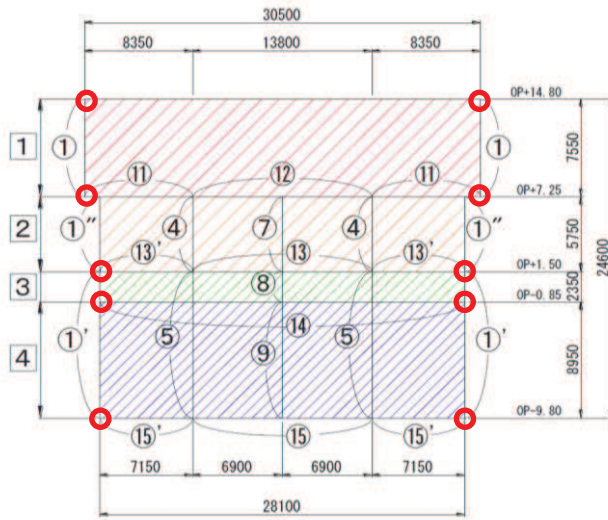 30500
8350 13800 8350
OP+14.80
1 ① ① 7550
⑪ ⑫ ⑪
OP+7.25
2 ①" ④ ⑦ ④ ①" 5750
⑬' ⑬ ⑬'
OP+1.50
3 ⑧ 2350 24600
OP-0.85
⑭
4 ①' ⑤ ⑨ ⑤ ①' 8950
OP-9.80
⑮' ⑮ ⑮'
7150 6900 6900 7150
28100